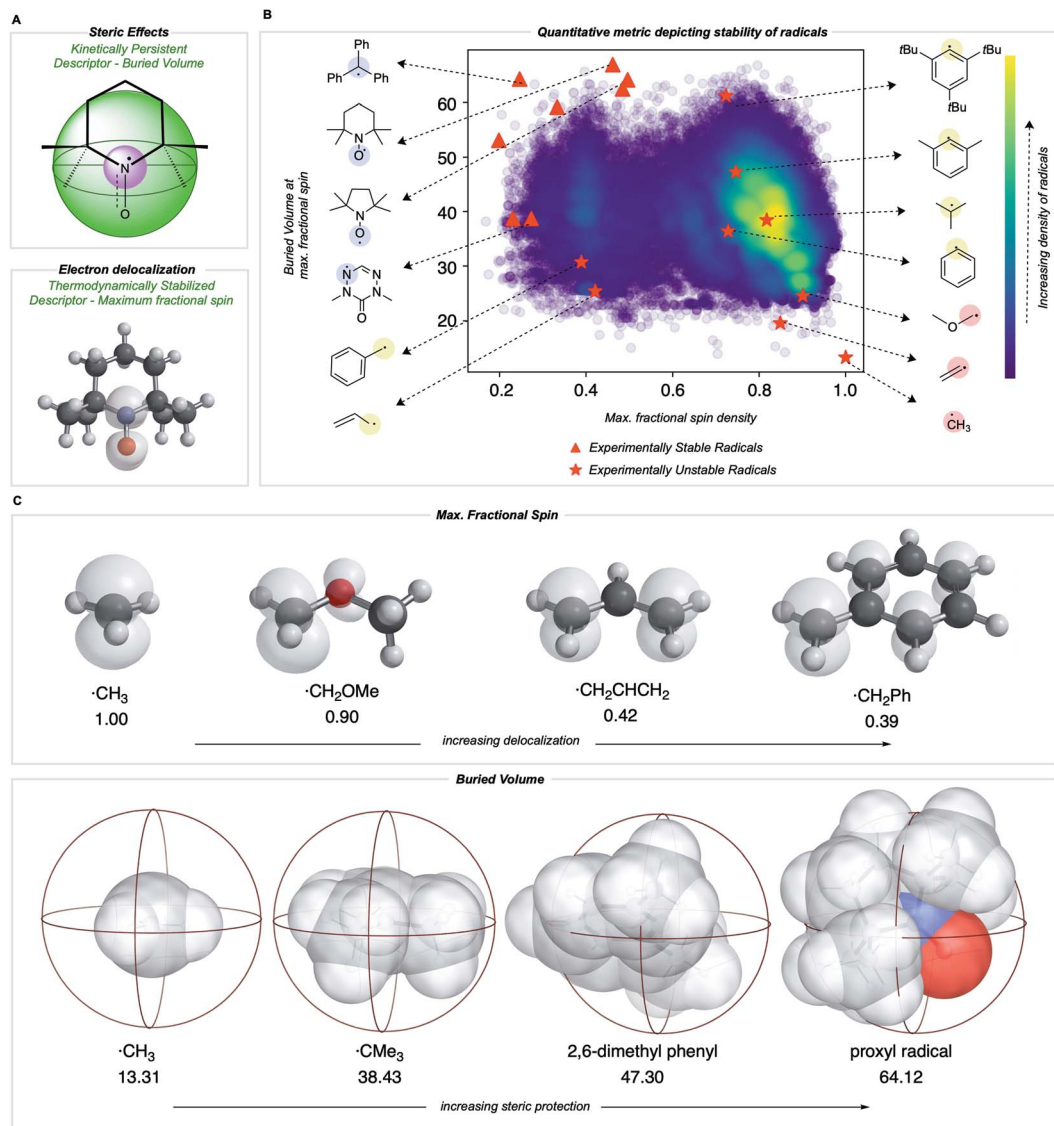 A
Steric Effects
Kinetically Persistent
Descriptor - Buried Volume
N
O
Electron delocalization
Thermodynamically Stabilized
Descriptor - Maximum fractional spin
B
Quantitative metric depicting stability of radicals
Ph
Ph
Ph
N
O
N
O
N
N
N
N
O
Buried Volume at
max. fractional spin
60
50
40
30
20
0.2
0.4
0.6
0.8
1.0
Max. fractional spin density
Experimentally Stable Radicals
Experimentally Unstable Radicals
tBu
tBu
tBu
O
CH₃
Increasing density of radicals
C
Max. Fractional Spin
·CH₃
1.00
·CH₂OMe
0.90
·CH₂CHCH₂
0.42
·CH₂Ph
0.39
increasing delocalization
Buried Volume
·CH₃
13.31
·CMe₃
38.43
2,6-dimethyl phenyl
47.30
proxyl radical
64.12
increasing steric protection